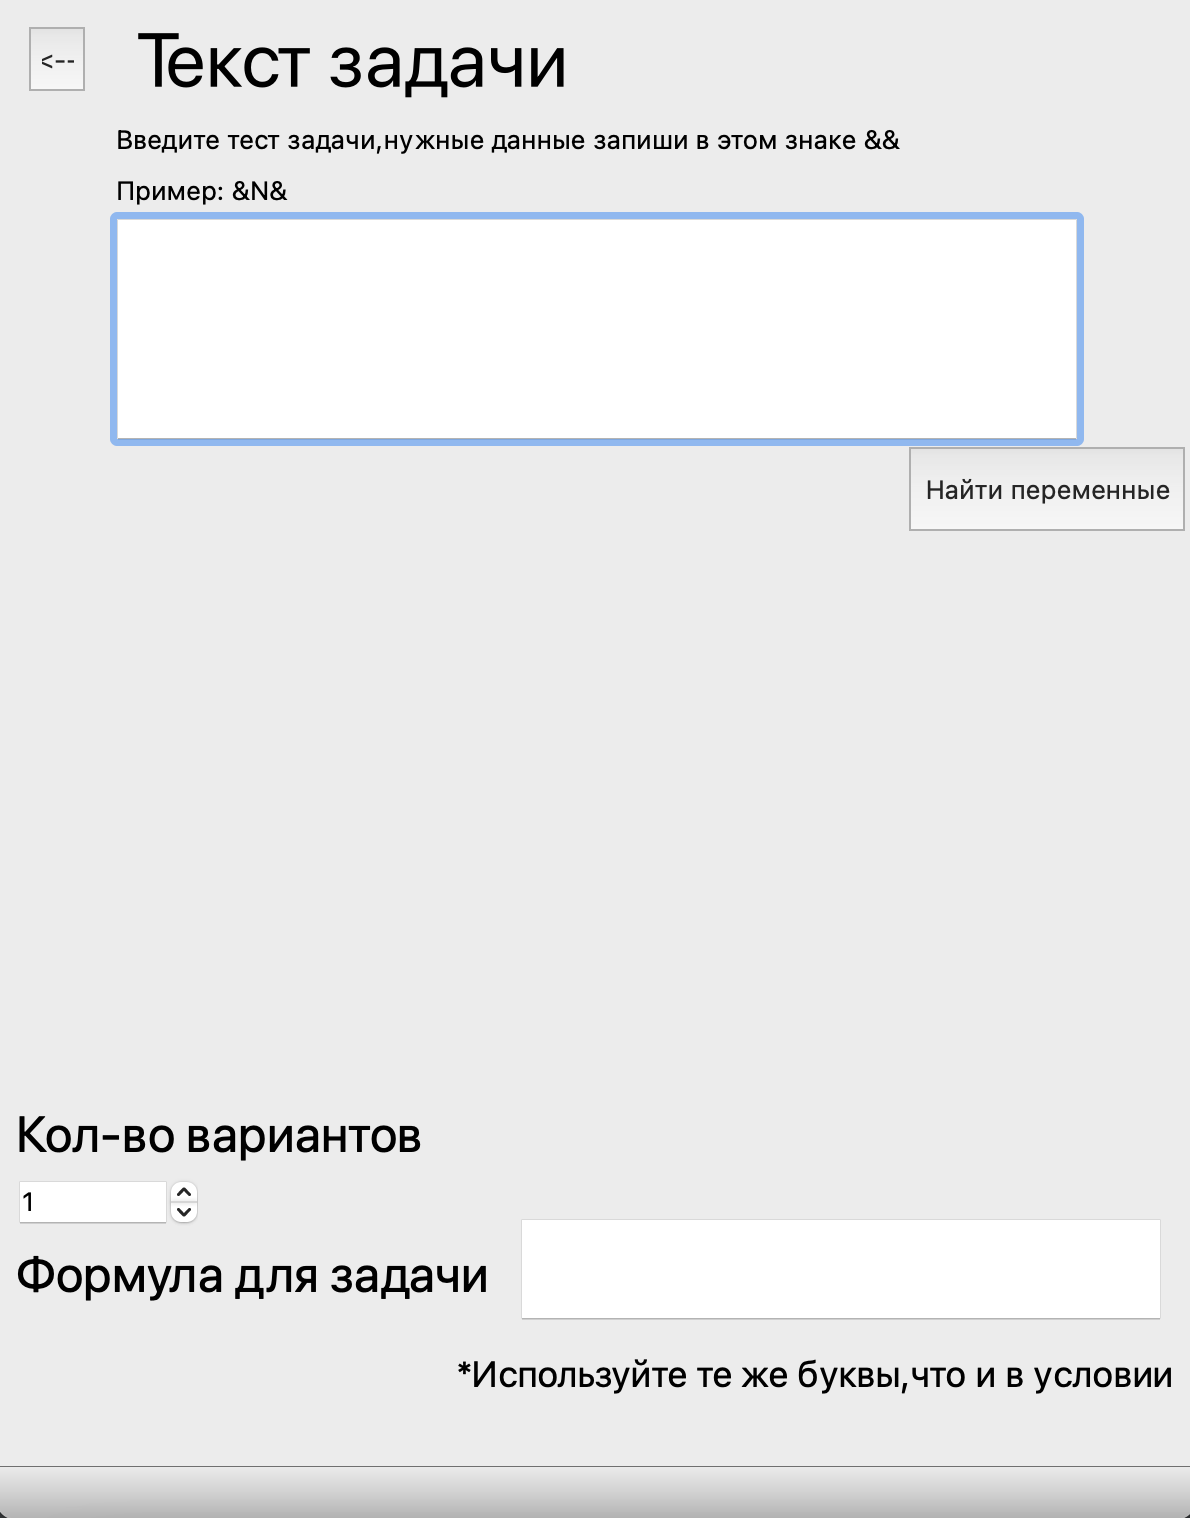 <--
Текст задачи
Введите тест задачи,нужные данные запиши в этом знаке &&
Пример: &N&
Найти переменные
Кол-во вариантов
1
Формула для задачи
*Используйте те же буквы,что и в условии